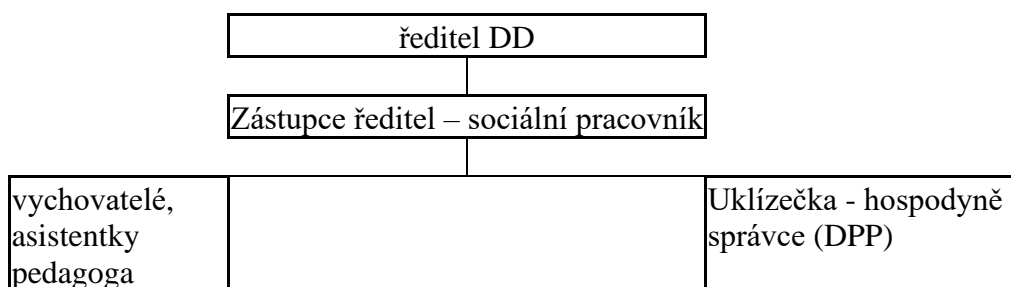 ředitel DD
Zástupce ředitel – sociální pracovník
vychovatelé,
asistentky
pedagoga
Uklízečka - hospodyně
správce (DPP)